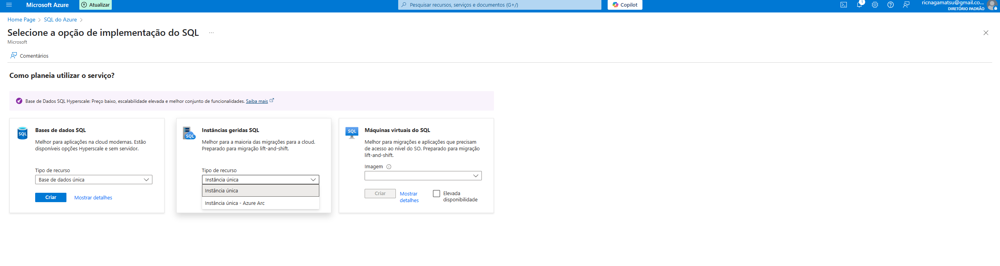 Microsoft Azure
Atualizar
Pesquisar recursos, serviços e documentos (G+/)
Copilot
1
ricnagamatsu@gmail.co...
DIRETÓRIO PADRÃO
Home Page > SQL do Azure >
Selecione a opção de implementação do SQL ...
Microsoft
Comentários
Como planeia utilizar o serviço?
Base de Dados SQL Hyperscale: Preço baixo, escalabilidade elevada e melhor conjunto de funcionalidades. Saiba mais
SQL
Bases de dados SQL
Melhor para aplicações na cloud modernas. Estão
disponíveis opções Hyperscale e sem servidor.
Tipo de recurso
Base de dados única
Criar
Mostrar detalhes
SQL
Instâncias geridas SQL
Melhor para a maioria das migrações para a cloud.
Preparado para migração lift-and-shift.
Tipo de recurso
Instância única
Instância única
Instância única - Azure Arc
SQL
Máquinas virtuais do SQL
Melhor para migrações e aplicações que precisam
de acesso ao nível do SO. Preparado para migração
lift-and-shift.
Imagem
Criar
Mostrar
detalhes
Elevada
disponibilidade